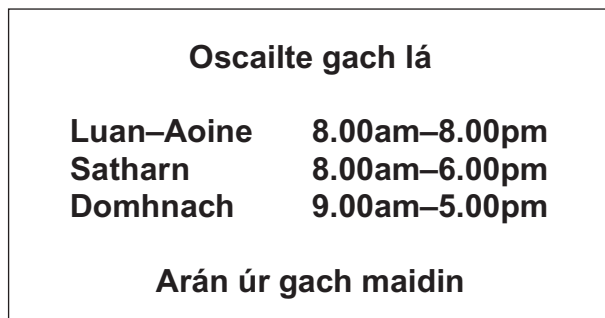 Oscailte gach lá
Luan–Aoine 8.00am–8.00pm
Satharn 8.00am–6.00pm
Domhnach 9.00am–5.00pm
Arán úr gach maidin